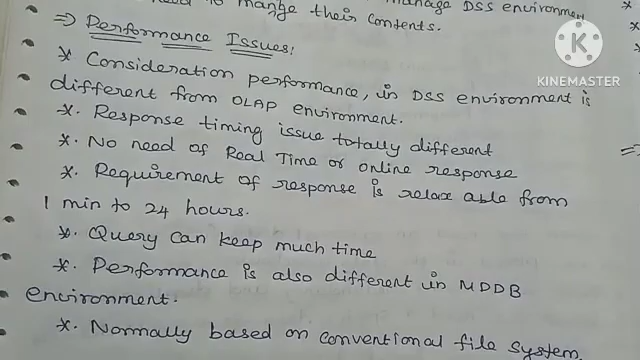 need to manage their contents.
manage DSS environment
⇒ Performance Issues:
* Consideration performance, in DSS environment is
different from OLAP environment.
*. Response timing issue totally different
*. No need of Real Time or online response
*. Requirement of response is relax able from
1 min to 24 hours.
*. Query can keep much time
*. Performance is also different in MDDB
environment.
*. Normally based on conventional file system.
KINEMASTER